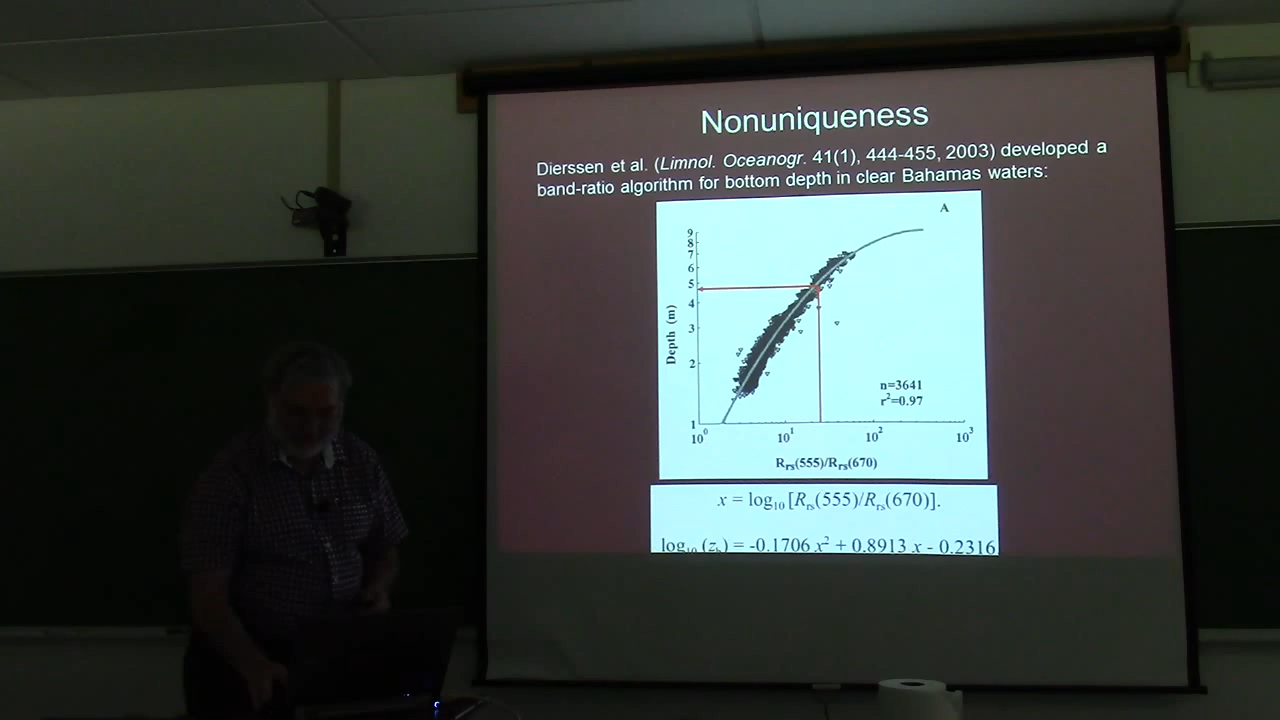 Nonuniqueness
Dierssen et al. (Limnol. Oceanogr. 41(1), 444-455, 2003) developed a
band-ratio algorithm for bottom depth in clear Bahamas waters:
A
9
8
7
6
5
4
3
2
1
Depth (m)
n=3641
r²=0.97
10⁰ 10¹ 10² 10³
Rrs(555)/Rrs(670)
x = log₁₀ [Rrs(555)/Rrs(670)].
log₁₀ (zb) = -0.1706 x² + 0.8913 x - 0.2316